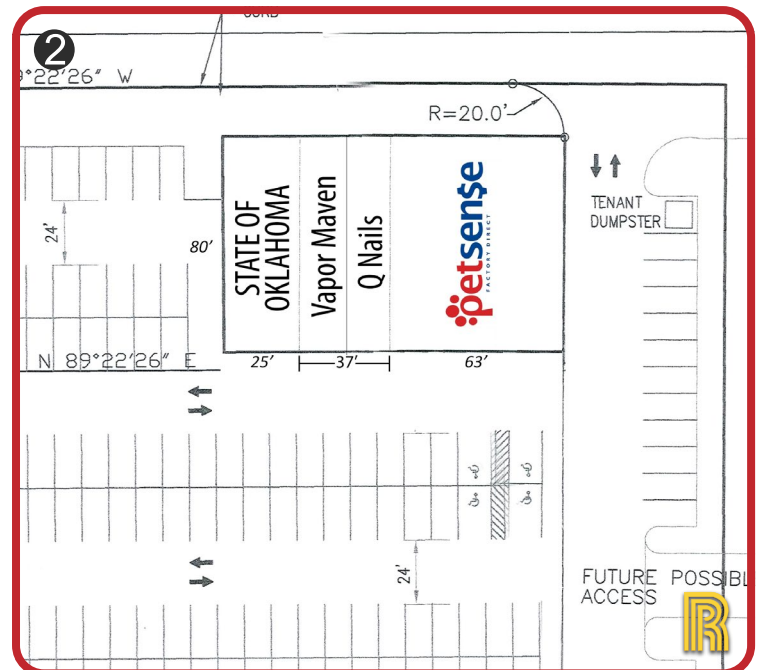 2
9°22'26" W
R=20.0'
STATE OF
OKLAHOMA
Vapor Maven
Q Nails
petsense
FACTORY DIRECT
TENANT
DUMPSTER
24'
80'
N 89°22'26" E
25'
37'
63'
24'
FUTURE POSSIBL
ACCESS
R